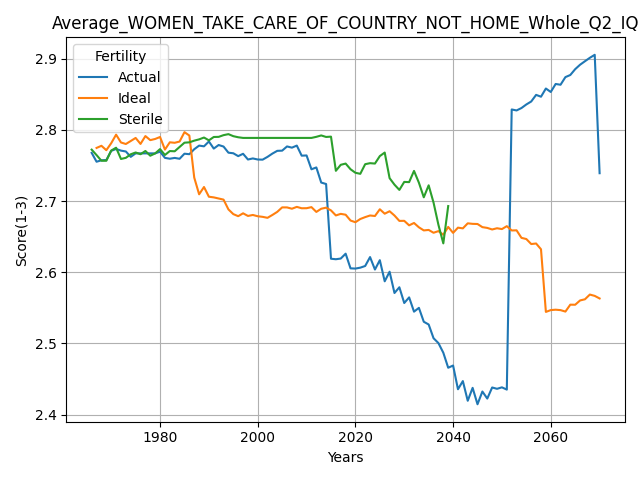 Average_WOMEN_TAKE_CARE_OF_COUNTRY_NOT_HOME_Whole_Q2_IQ
Fertility
Actual
Ideal
Sterile
Score(1-3)
2.9
2.8
2.7
2.6
2.5
2.4
1980 2000 2020 2040 2060
Years